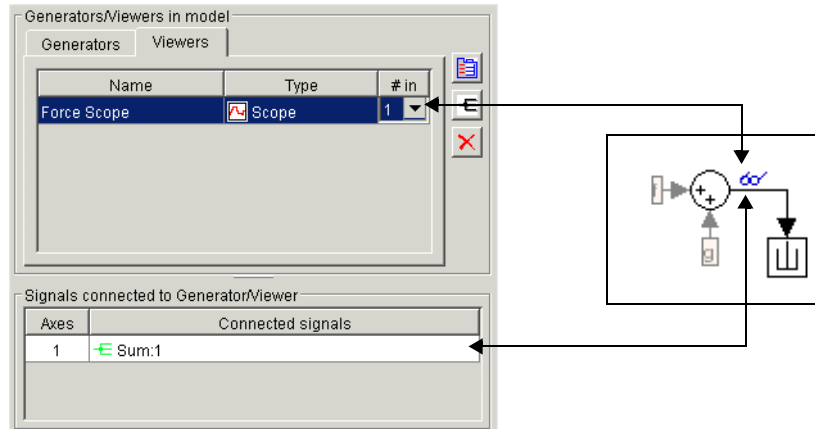 Generators/Viewers in model
Generators Viewers
Name Type # in
Force Scope Scope 1
f
+
+
g
Signals connected to Generator/Viewer
Axes Connected signals
1 Sum:1